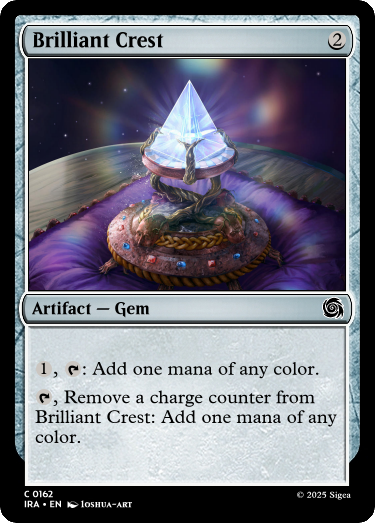 Brilliant Crest 2
Artifact — Gem
1, : Add one mana of any color.
, Remove a charge counter from
Brilliant Crest: Add one mana of any
color.
C 0162
IRA • EN Ioshua-art
© 2025 Sigea